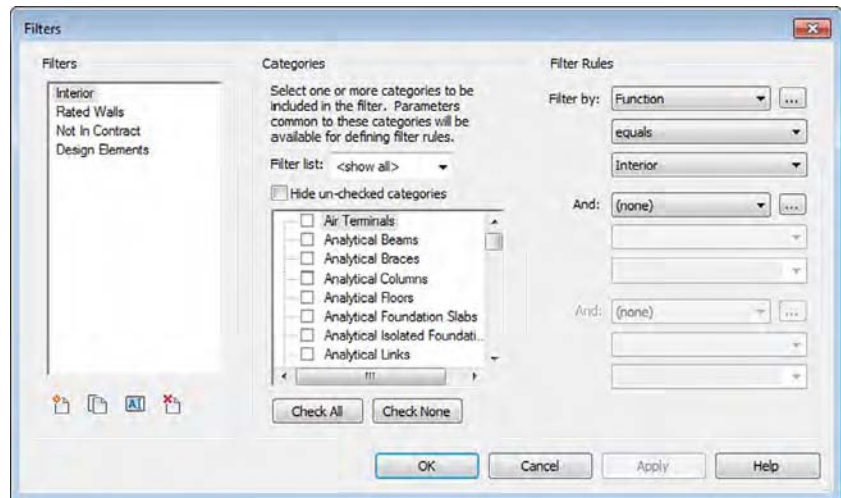 Filters
Filters
Interior
Rated Walls
Not In Contract
Design Elements
Categories
Select one or more categories to be
included in the filter. Parameters
common to these categories will be
available for defining filter rules.
Filter list: <show all>
Hide un-checked categories
Air Terminals
Analytical Beams
Analytical Braces
Analytical Columns
Analytical Floors
Analytical Foundation Slabs
Analytical Isolated Foundati...
Analytical Links
Check All Check None
Filter Rules
Filter by: Function ...
equals
Interior
And: (none) ...
And: (none) ...
OK Cancel Apply Help